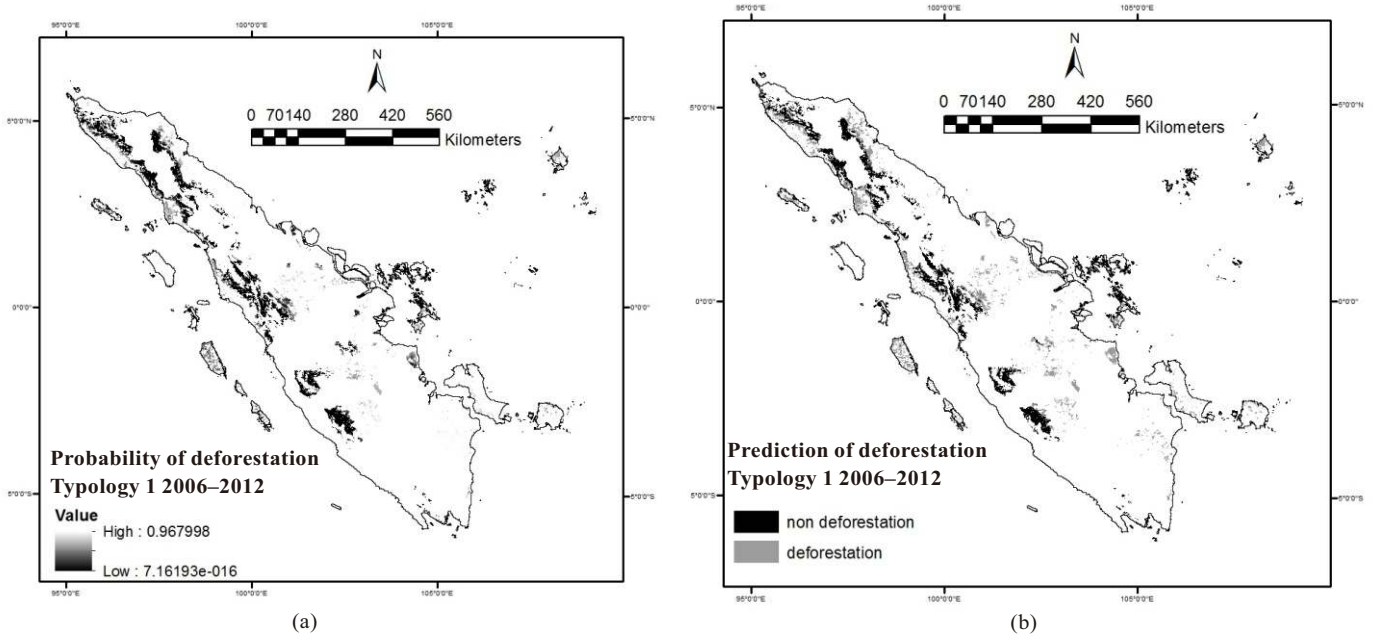 95°0'0"E 100°0'0"E 105°0'0"E
N
0 70 140 280 420 560
Kilometers
5°0'0"N
5°0'0"N
0°0'0"
0°0'0"
5°0'0"S
5°0'0"S
Probability of deforestation
Typology 1 2006–2012
Value
High : 0.967998
Low : 7.16193e-016
95°0'0"E 100°0'0"E 105°0'0"E
(a)
95°0'0"E 100°0'0"E 105°0'0"E
N
0 70 140 280 420 560
Kilometers
5°0'0"N
5°0'0"N
0°0'0"
0°0'0"
5°0'0"S
5°0'0"S
Prediction of deforestation
Typology 1 2006–2012
non deforestation
deforestation
95°0'0"E 100°0'0"E 105°0'0"E
(b)